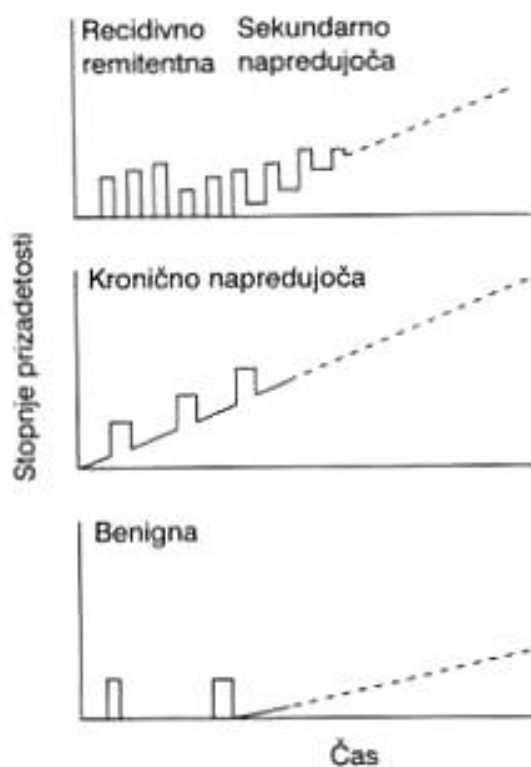 Recidivno
remitentna
Sekundarno
napredujoča
Kronično napredujoča
Stopnje prizadetosti
Benigna
Čas